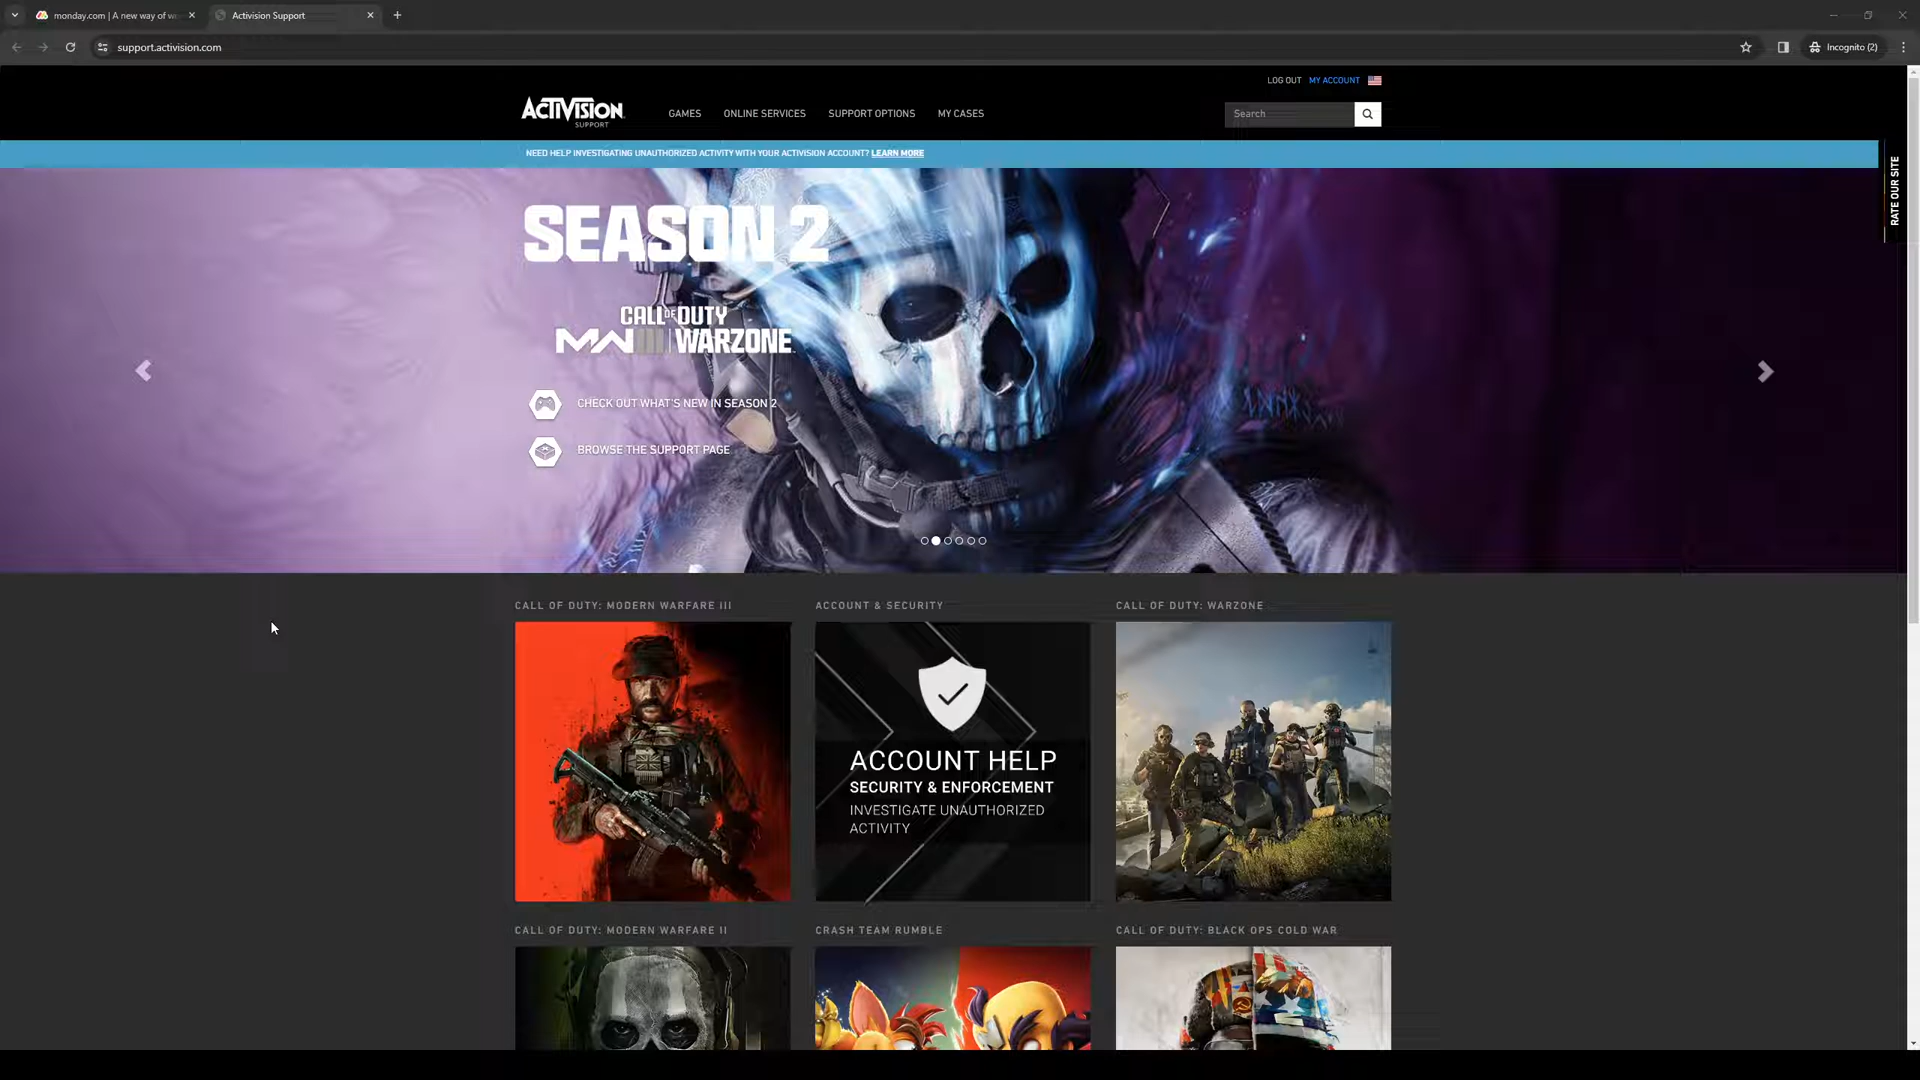 monday.com | A new way of w
Activision Support
support.activision.com
Incognito (2)
LOG OUT MY ACCOUNT
ACTIVISION
SUPPORT
GAMES ONLINE SERVICES SUPPORT OPTIONS MY CASES
Search
NEED HELP INVESTIGATING UNAUTHORIZED ACTIVITY WITH YOUR ACTIVISION ACCOUNT? LEARN MORE
RATE OUR SITE
SEASON 2
CALL OF DUTY
MWIII | WARZONE
CHECK OUT WHAT'S NEW IN SEASON 2
BROWSE THE SUPPORT PAGE
CALL OF DUTY: MODERN WARFARE III
ACCOUNT & SECURITY
CALL OF DUTY: WARZONE
ACCOUNT HELP
SECURITY & ENFORCEMENT
INVESTIGATE UNAUTHORIZED
ACTIVITY
CALL OF DUTY: MODERN WARFARE II
CRASH TEAM RUMBLE
CALL OF DUTY: BLACK OPS COLD WAR